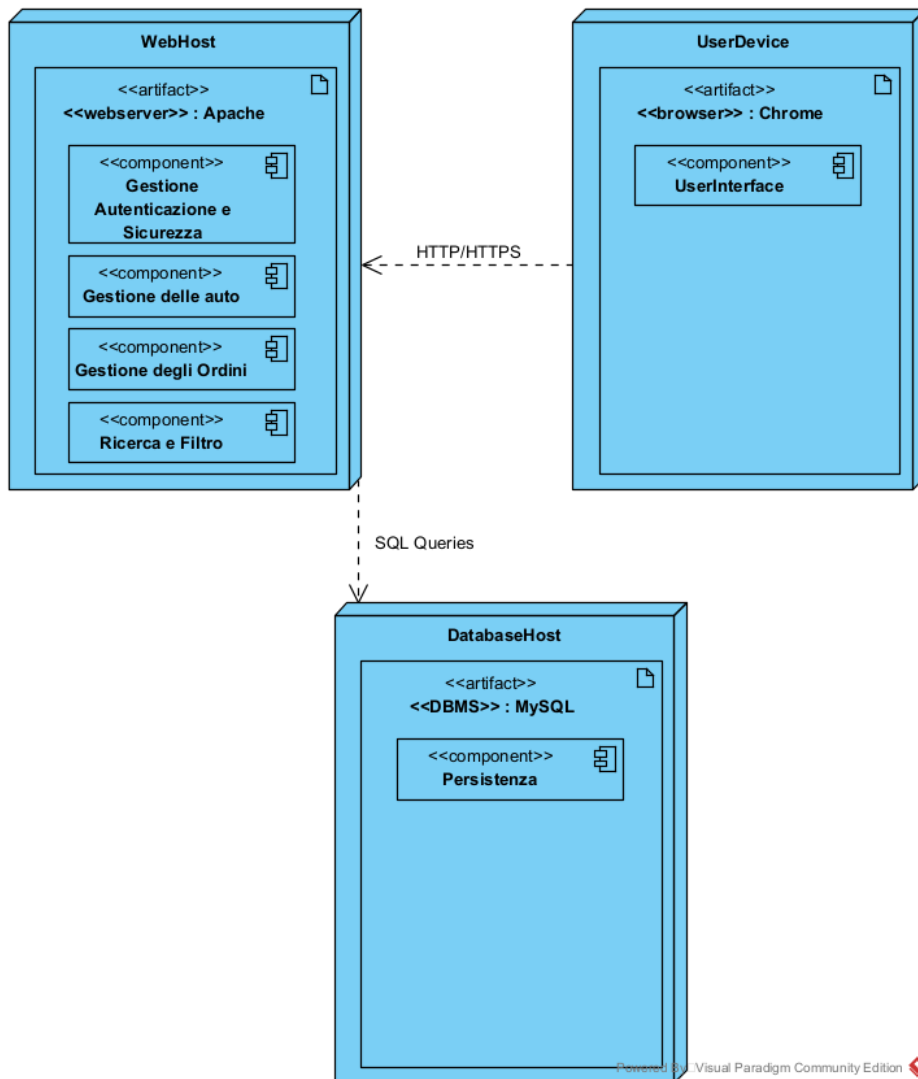 WebHost
<<artifact>>
<<webserver>> : Apache
<<component>>
Gestione
Autenticazione e
Sicurezza
<<component>>
Gestione delle auto
<<component>>
Gestione degli Ordini
<<component>>
Ricerca e Filtro
UserDevice
<<artifact>>
<<browser>> : Chrome
<<component>>
UserInterface
HTTP/HTTPS
SQL Queries
DatabaseHost
<<artifact>>
<<DBMS>> : MySQL
<<component>>
Persistenza
Powered By Visual Paradigm Community Edition